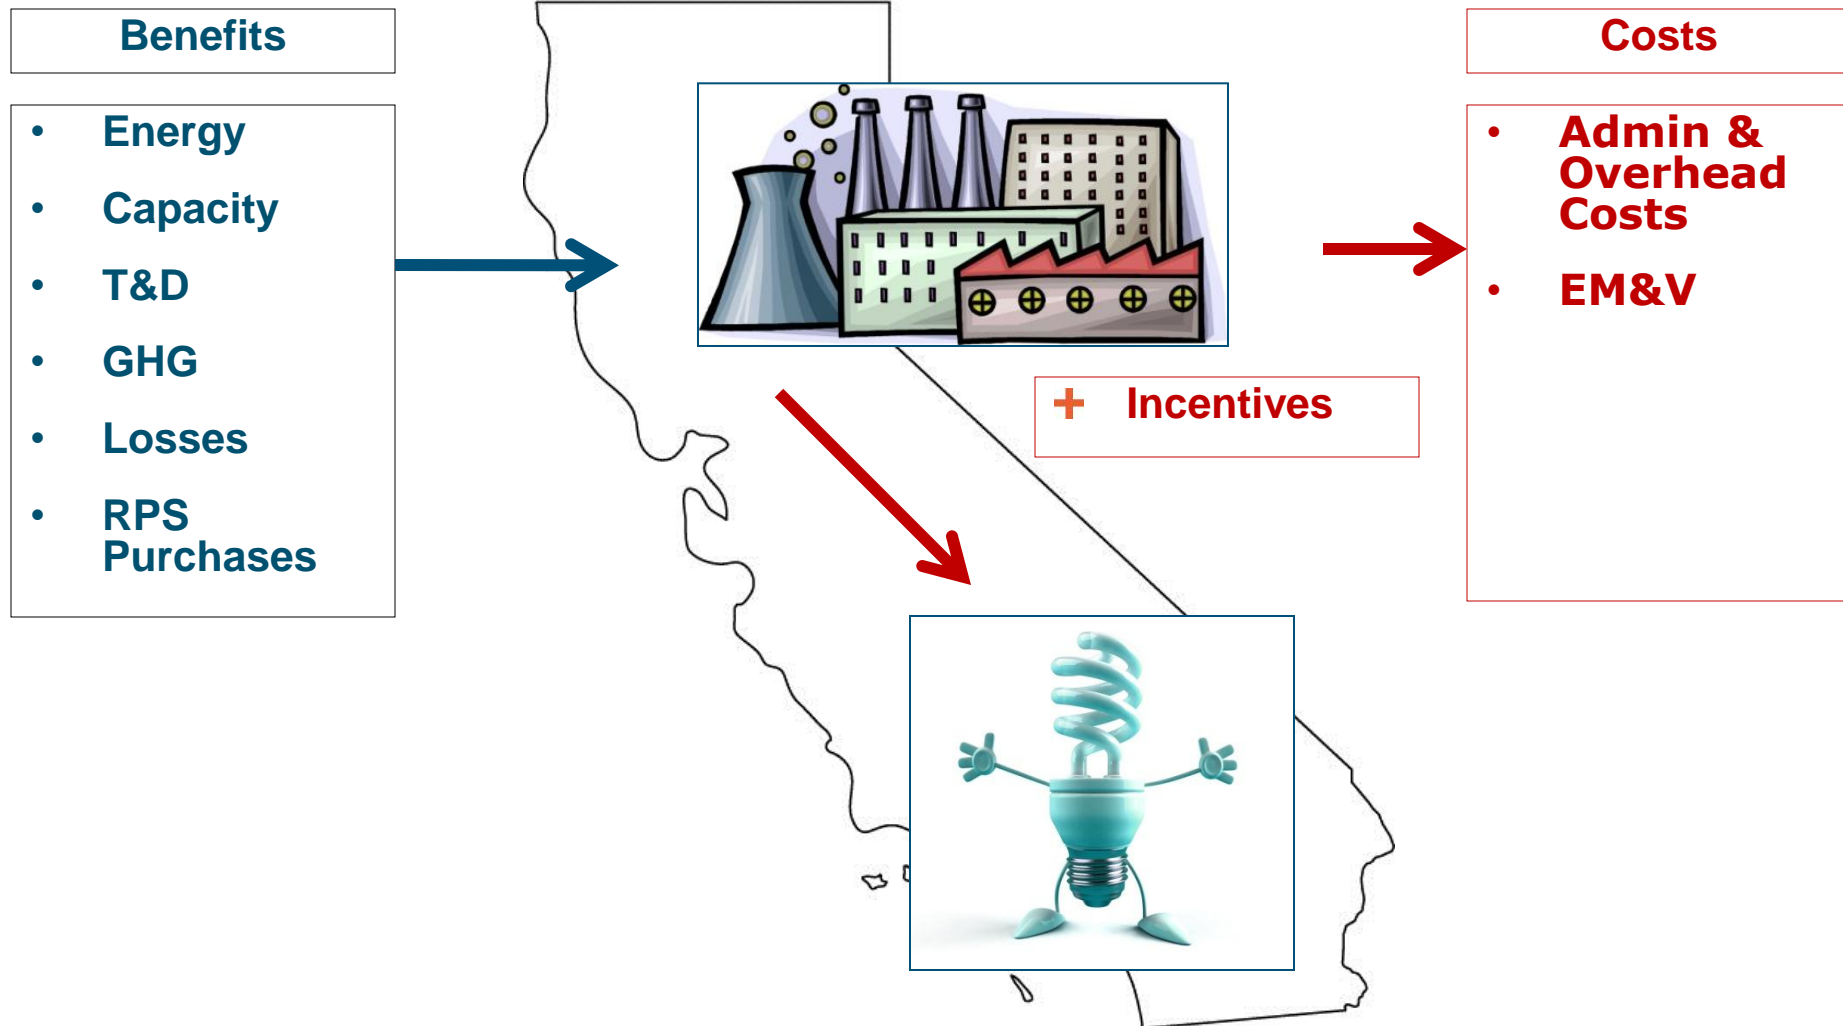 Benefits
• Energy
• Capacity
• T&D
• GHG
• Losses
• RPS
Purchases
+ Incentives
Costs
• Admin &
Overhead
Costs
• EM&V